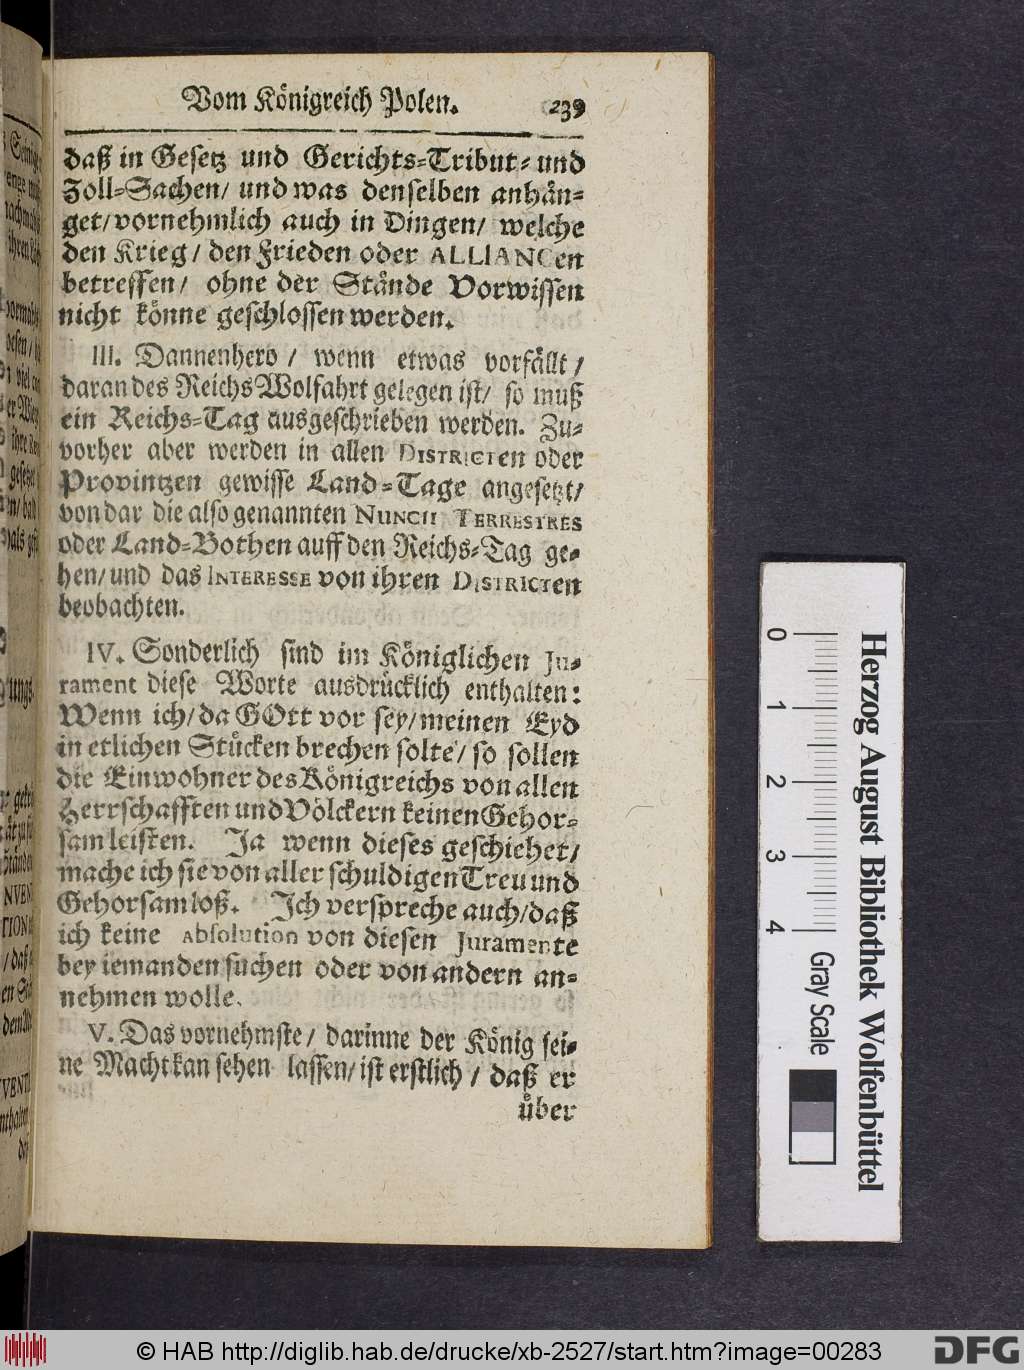 Vom Königreich Polen. 239
daß in Gesetz und Gerichts-Tribut- und
Zoll-Sachen/ und was denselben anhän-
get/ vornehmlich auch in Dingen/ welche
den Krieg/ den Frieden oder ALLIANCen
betreffen/ ohne der Stände Vorwissen
nicht könne geschlossen werden.
III. Dannenhero/ wenn etwas vorfällt/
daran des Reichs Wolfahrt gelegen ist/ so muß
ein Reichs-Tag ausgeschrieben werden. Zu-
vorher aber werden in allen DISTRICTen oder
Provintzen gewisse Land-Tage angesetzt/
von dar die also genannten NUNCII TERRESTRES
oder Land-Bothen auff den Reichs-Tag ge-
hen/ und das INTERESSE von ihren DISTRICTen
beobachten.
IV. Sonderlich sind im Königlichen Ju-
rament diese Worte ausdrücklich enthalten:
Wenn ich/ da GOtt vor sey/ meinen Eyd
in etlichen Stücken brechen solte/ so sollen
die Einwohner des Königreichs von allen
Herrschafften und Völckern keinen Gehor-
sam leisten. Ja wenn dieses geschiehet/
mache ich sie von aller schuldigen Treu und
Gehorsam loß. Ich verspreche auch/ daß
ich keine Absolution von diesen Juramente
bey iemanden suchen oder von andern an-
nehmen wolle.
V. Das vornehmste/ darinne der König sei-
ne Macht kan sehen lassen/ ist erstlich/ daß er
über
0 1 2 3 4
Herzog August Bibliothek Wolfenbüttel
Gray Scale
© HAB http://diglib.hab.de/drucke/xb-2527/start.htm?image=00283
DFG